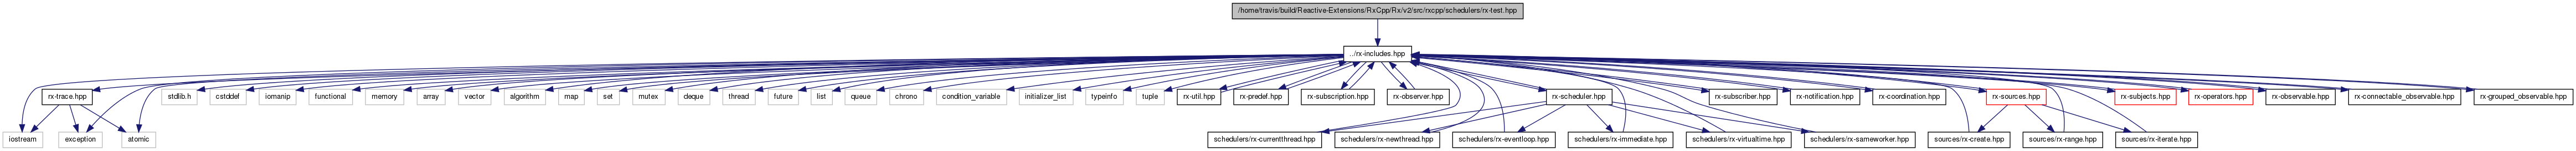 /home/travis/build/Reactive-Extensions/RxCpp/Rx/v2/src/rxcpp/schedulers/rx-test.hpp
../rx-includes.hpp
rx-trace.hpp
stdlib.h
cstddef
iomanip
functional
memory
array
vector
algorithm
map
set
mutex
deque
thread
future
list
queue
chrono
condition_variable
initializer_list
typeinfo
tuple
rx-util.hpp
rx-predef.hpp
rx-subscription.hpp
rx-observer.hpp
rx-scheduler.hpp
rx-subscriber.hpp
rx-notification.hpp
rx-coordination.hpp
rx-sources.hpp
rx-subjects.hpp
rx-operators.hpp
rx-observable.hpp
rx-connectable_observable.hpp
rx-grouped_observable.hpp
iostream
exception
atomic
schedulers/rx-currentthread.hpp
schedulers/rx-newthread.hpp
schedulers/rx-eventloop.hpp
schedulers/rx-immediate.hpp
schedulers/rx-virtualtime.hpp
schedulers/rx-sameworker.hpp
sources/rx-create.hpp
sources/rx-range.hpp
sources/rx-iterate.hpp